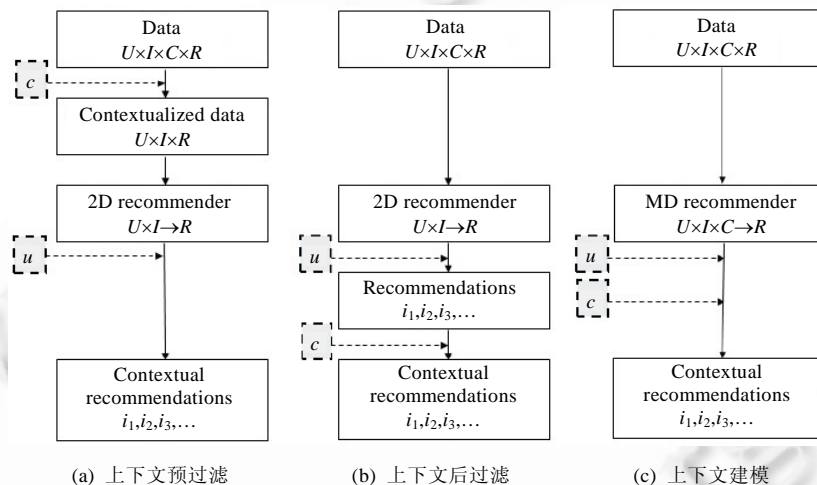 Data
U×I×C×R
c
Contextualized data
U×I×R
2D recommender
U×I→R
u
Contextual
recommendations
i₁,i₂,i₃,…
(a) 上下文预过滤
Data
U×I×C×R
2D recommender
U×I→R
u
Recommendations
i₁,i₂,i₃,…
c
Contextual
recommendations
i₁,i₂,i₃,…
(b) 上下文后过滤
Data
U×I×C×R
MD recommender
U×I×C→R
u
c
Contextual
recommendations
i₁,i₂,i₃,…
(c) 上下文建模